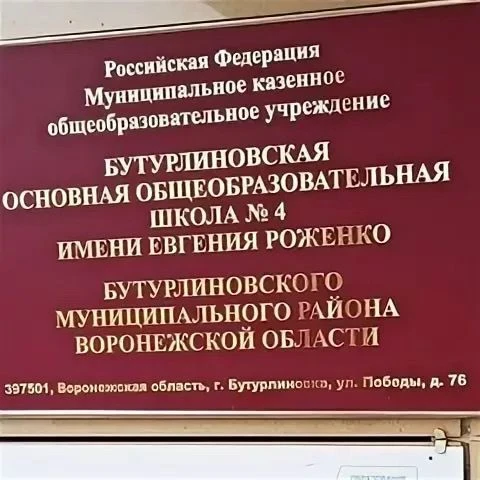 Российская Федерация
Муниципальное казенное
общеобразовательное учреждение
БУТУРЛИНОВСКАЯ
ОСНОВНАЯ ОБЩЕОБРАЗОВАТЕЛЬНАЯ
ШКОЛА № 4
ИМЕНИ ЕВГЕНИЯ РОЖЕНКО
БУТУРЛИНОВСКОГО
МУНИЦИПАЛЬНОГО РАЙОНА
ВОРОНЕЖСКОЙ ОБЛАСТИ
397501, Воронежская область, г. Бутурлиновка, ул. Победы, д. 76